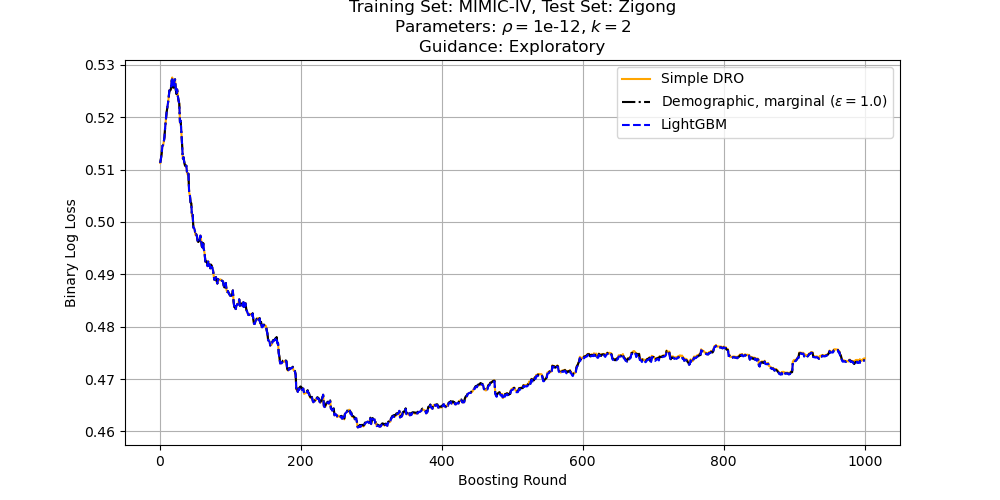 Training Set: MIMIC-IV, Test Set: Zigong
Parameters: ρ = 1e-12, k = 2
Guidance: Exploratory
0.53
0.52
0.51
0.50
0.49
0.48
0.47
0.46
Binary Log Loss
Simple DRO
Demographic, marginal (ε = 1.0)
LightGBM
0 200 400 600 800 1000
Boosting Round